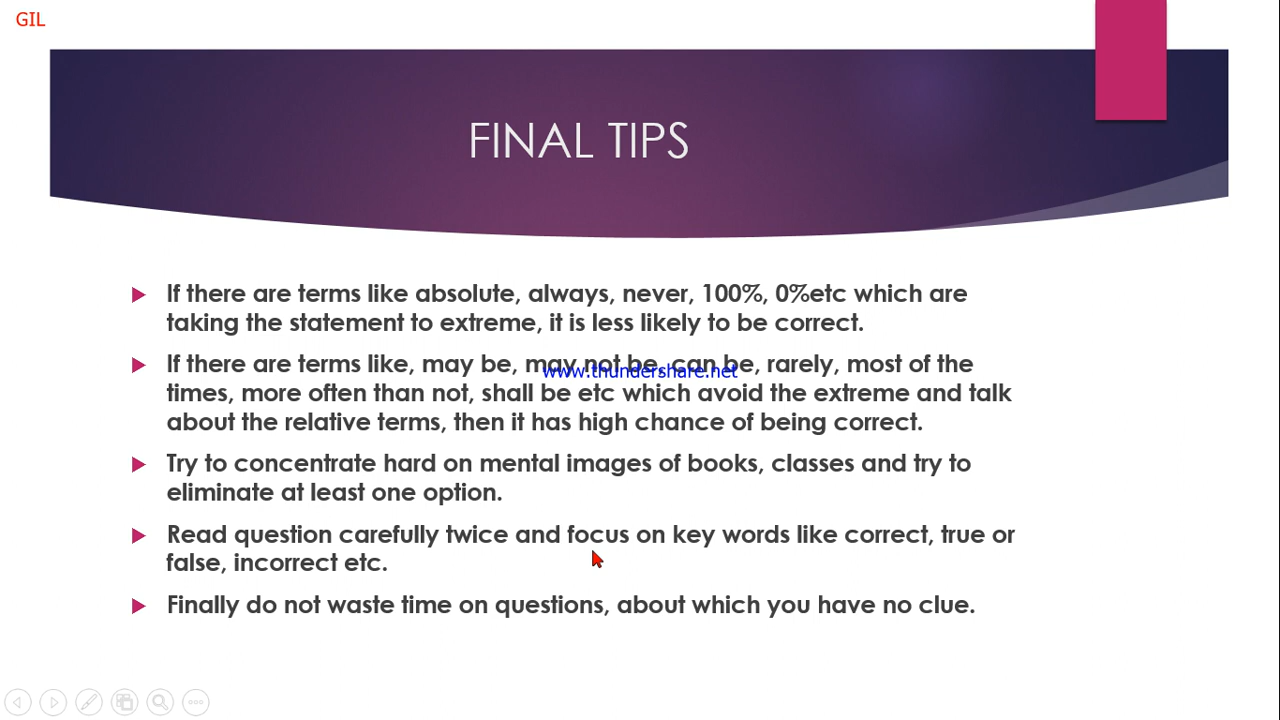 GIL
FINAL TIPS
If there are terms like absolute, always, never, 100%, 0%etc which are
taking the statement to extreme, it is less likely to be correct.
If there are terms like, may be, may not be, can be, rarely, most of the
www.thundershare.net
times, more often than not, shall be etc which avoid the extreme and talk
about the relative terms, then it has high chance of being correct.
Try to concentrate hard on mental images of books, classes and try to
eliminate at least one option.
Read question carefully twice and focus on key words like correct, true or
false, incorrect etc.
Finally do not waste time on questions, about which you have no clue.